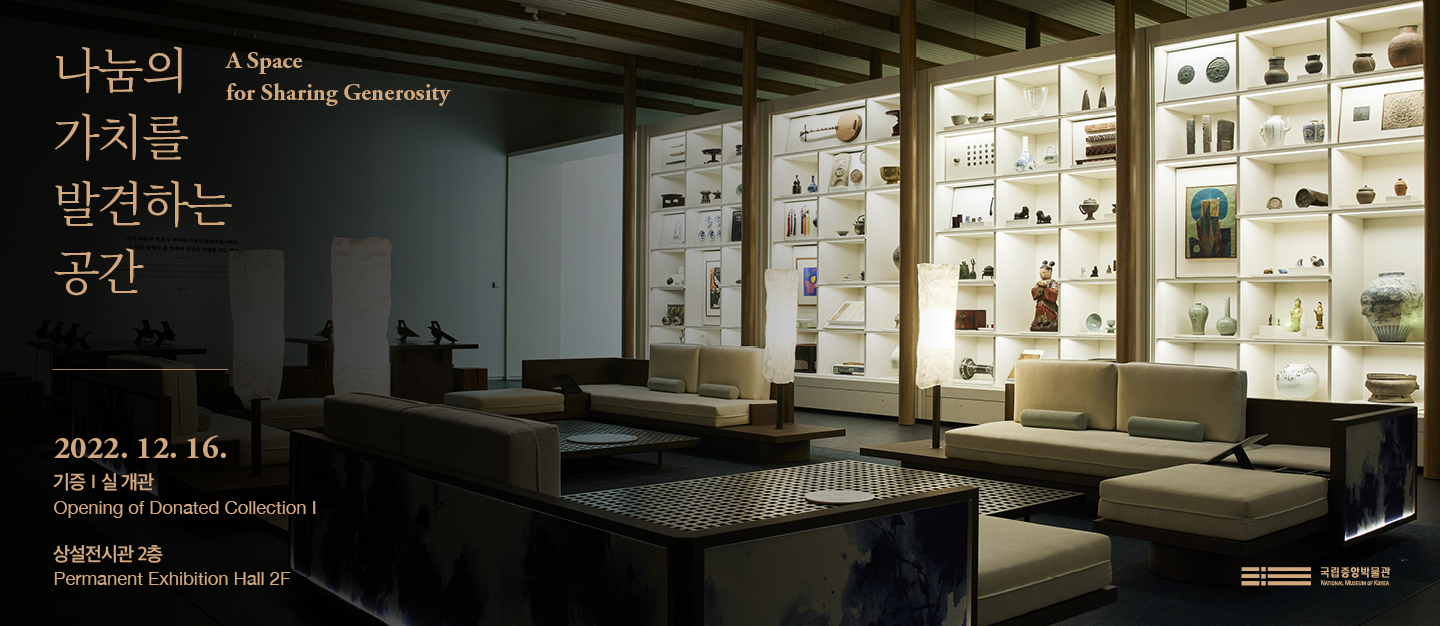 나눔의
가치를
발견하는
공간
A Space
for Sharing Generosity
2022. 12. 16.
기증 I 실 개관
Opening of Donated Collection I
상설전시관 2층
Permanent Exhibition Hall 2F
국립중앙박물관
NATIONAL MUSEUM OF KOREA